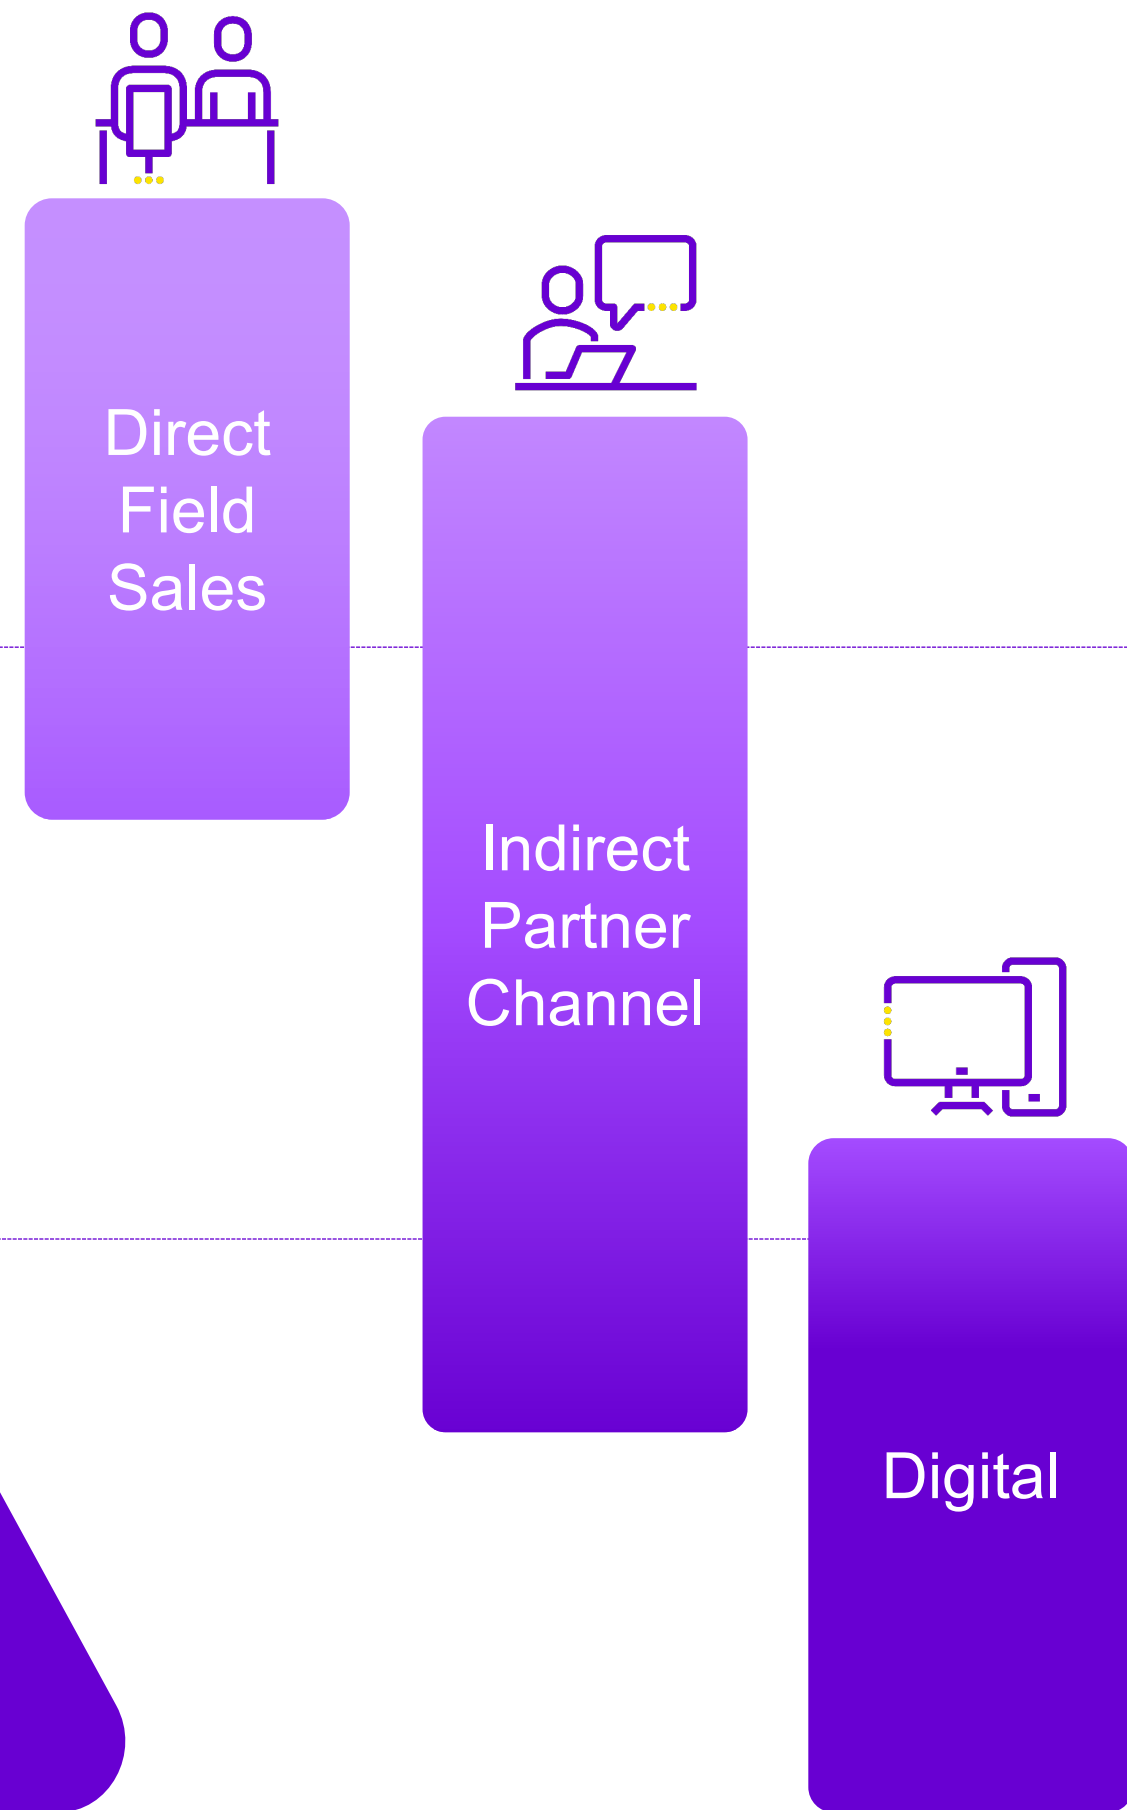 Direct
Field
Sales
Indirect
Partner
Channel
Digital